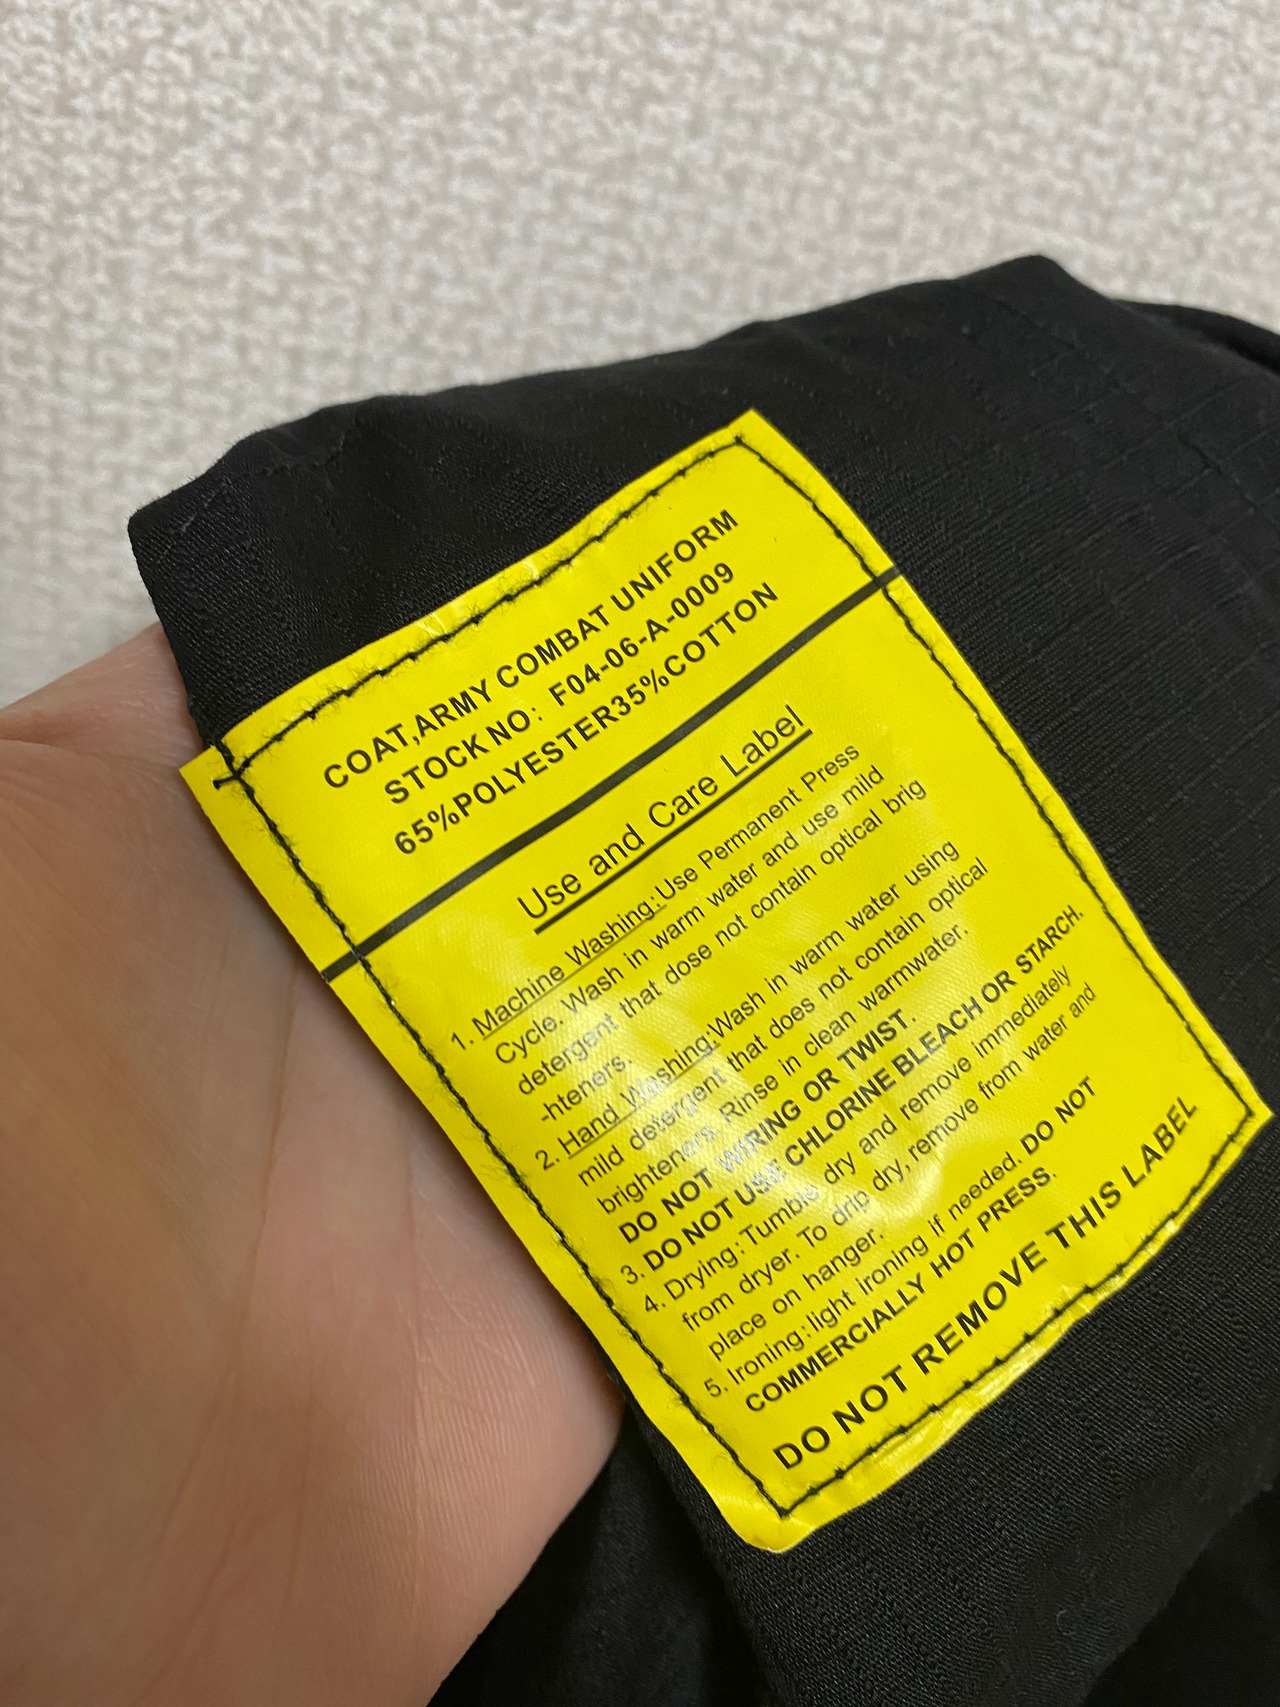 COAT,ARMY COMBAT UNIFORM
STOCK NO: F04-06-A-0009
65%POLYESTER35%COTTON
Use and Care Label
1. Machine Washing:Use Permanent Press
Cycle. Wash in warm water and use mild
detergent that dose not contain optical brig
-hteners.
2. Hand Washing:Wash in warm water using
mild detergent that does not contain optical
brighteners. Rinse in clean warmwater.
DO NOT WIRING OR TWIST.
3. DO NOT USE CHLORINE BLEACH OR STARCH.
4. Drying:Tumble dry and remove immediately
from dryer. To drip dry, remove from water and
place on hanger.
5. Ironing:light ironing if needed. DO NOT
COMMERCIALLY HOT PRESS.
DO NOT REMOVE THIS LABEL